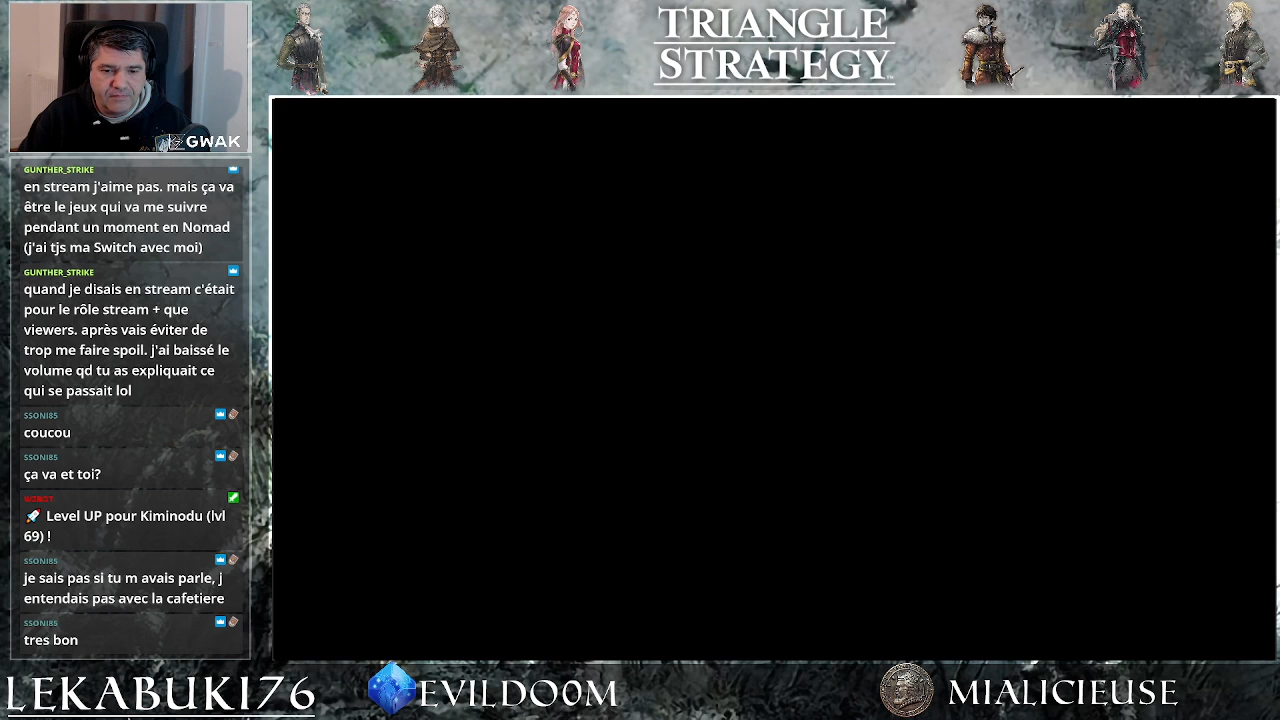 TRIANGLE
STRATEGY
GWAK
GUNTHER_STRIKE
en stream j'aime pas. mais ça va
être le jeux qui va me suivre
pendant un moment en Nomad
(j'ai tjs ma Switch avec moi)
GUNTHER_STRIKE
quand je disais en stream c'était
pour le rôle stream + que
viewers. après vais éviter de
trop me faire spoil. j'ai baissé le
volume qd tu as expliquait ce
qui se passait lol
SSONI85
coucou
SSONI85
ça va et toi?
WZBOT
Level UP pour Kiminodu (lvl
69) !
SSONI85
je sais pas si tu m avais parle, j
entendais pas avec la cafetiere
SSONI85
tres bon
LEKABUKI76
EVILDO0M
MIALICIEUSE